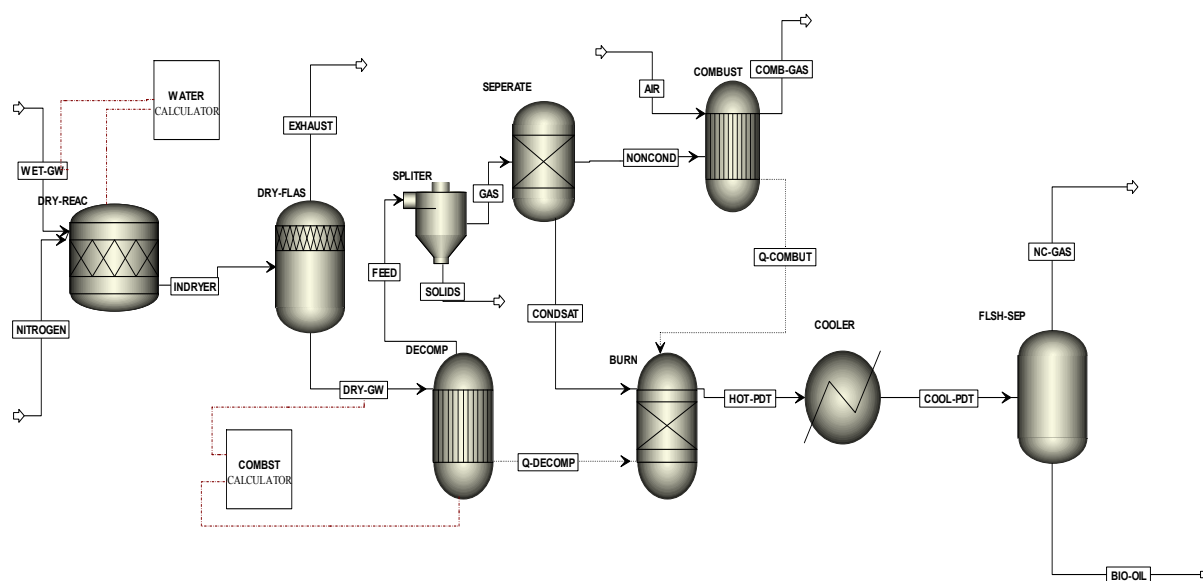 WATER
CALCULATOR
COMBUST
COMB-GAS
AIR
SEPERATE
EXHAUST
WET-GW
DRY-REAC
DRY-FLAS
SPLITER
GAS
NONCOND
Q-COMBUT
NC-GAS
INDRYER
FEED
SOLIDS
NITROGEN
CONDSAT
COOLER
FLSH-SEP
DECOMP
BURN
DRY-GW
HOT-PDT
COOL-PDT
COMBST
CALCULATOR
Q-DECOMP
BIO-OIL